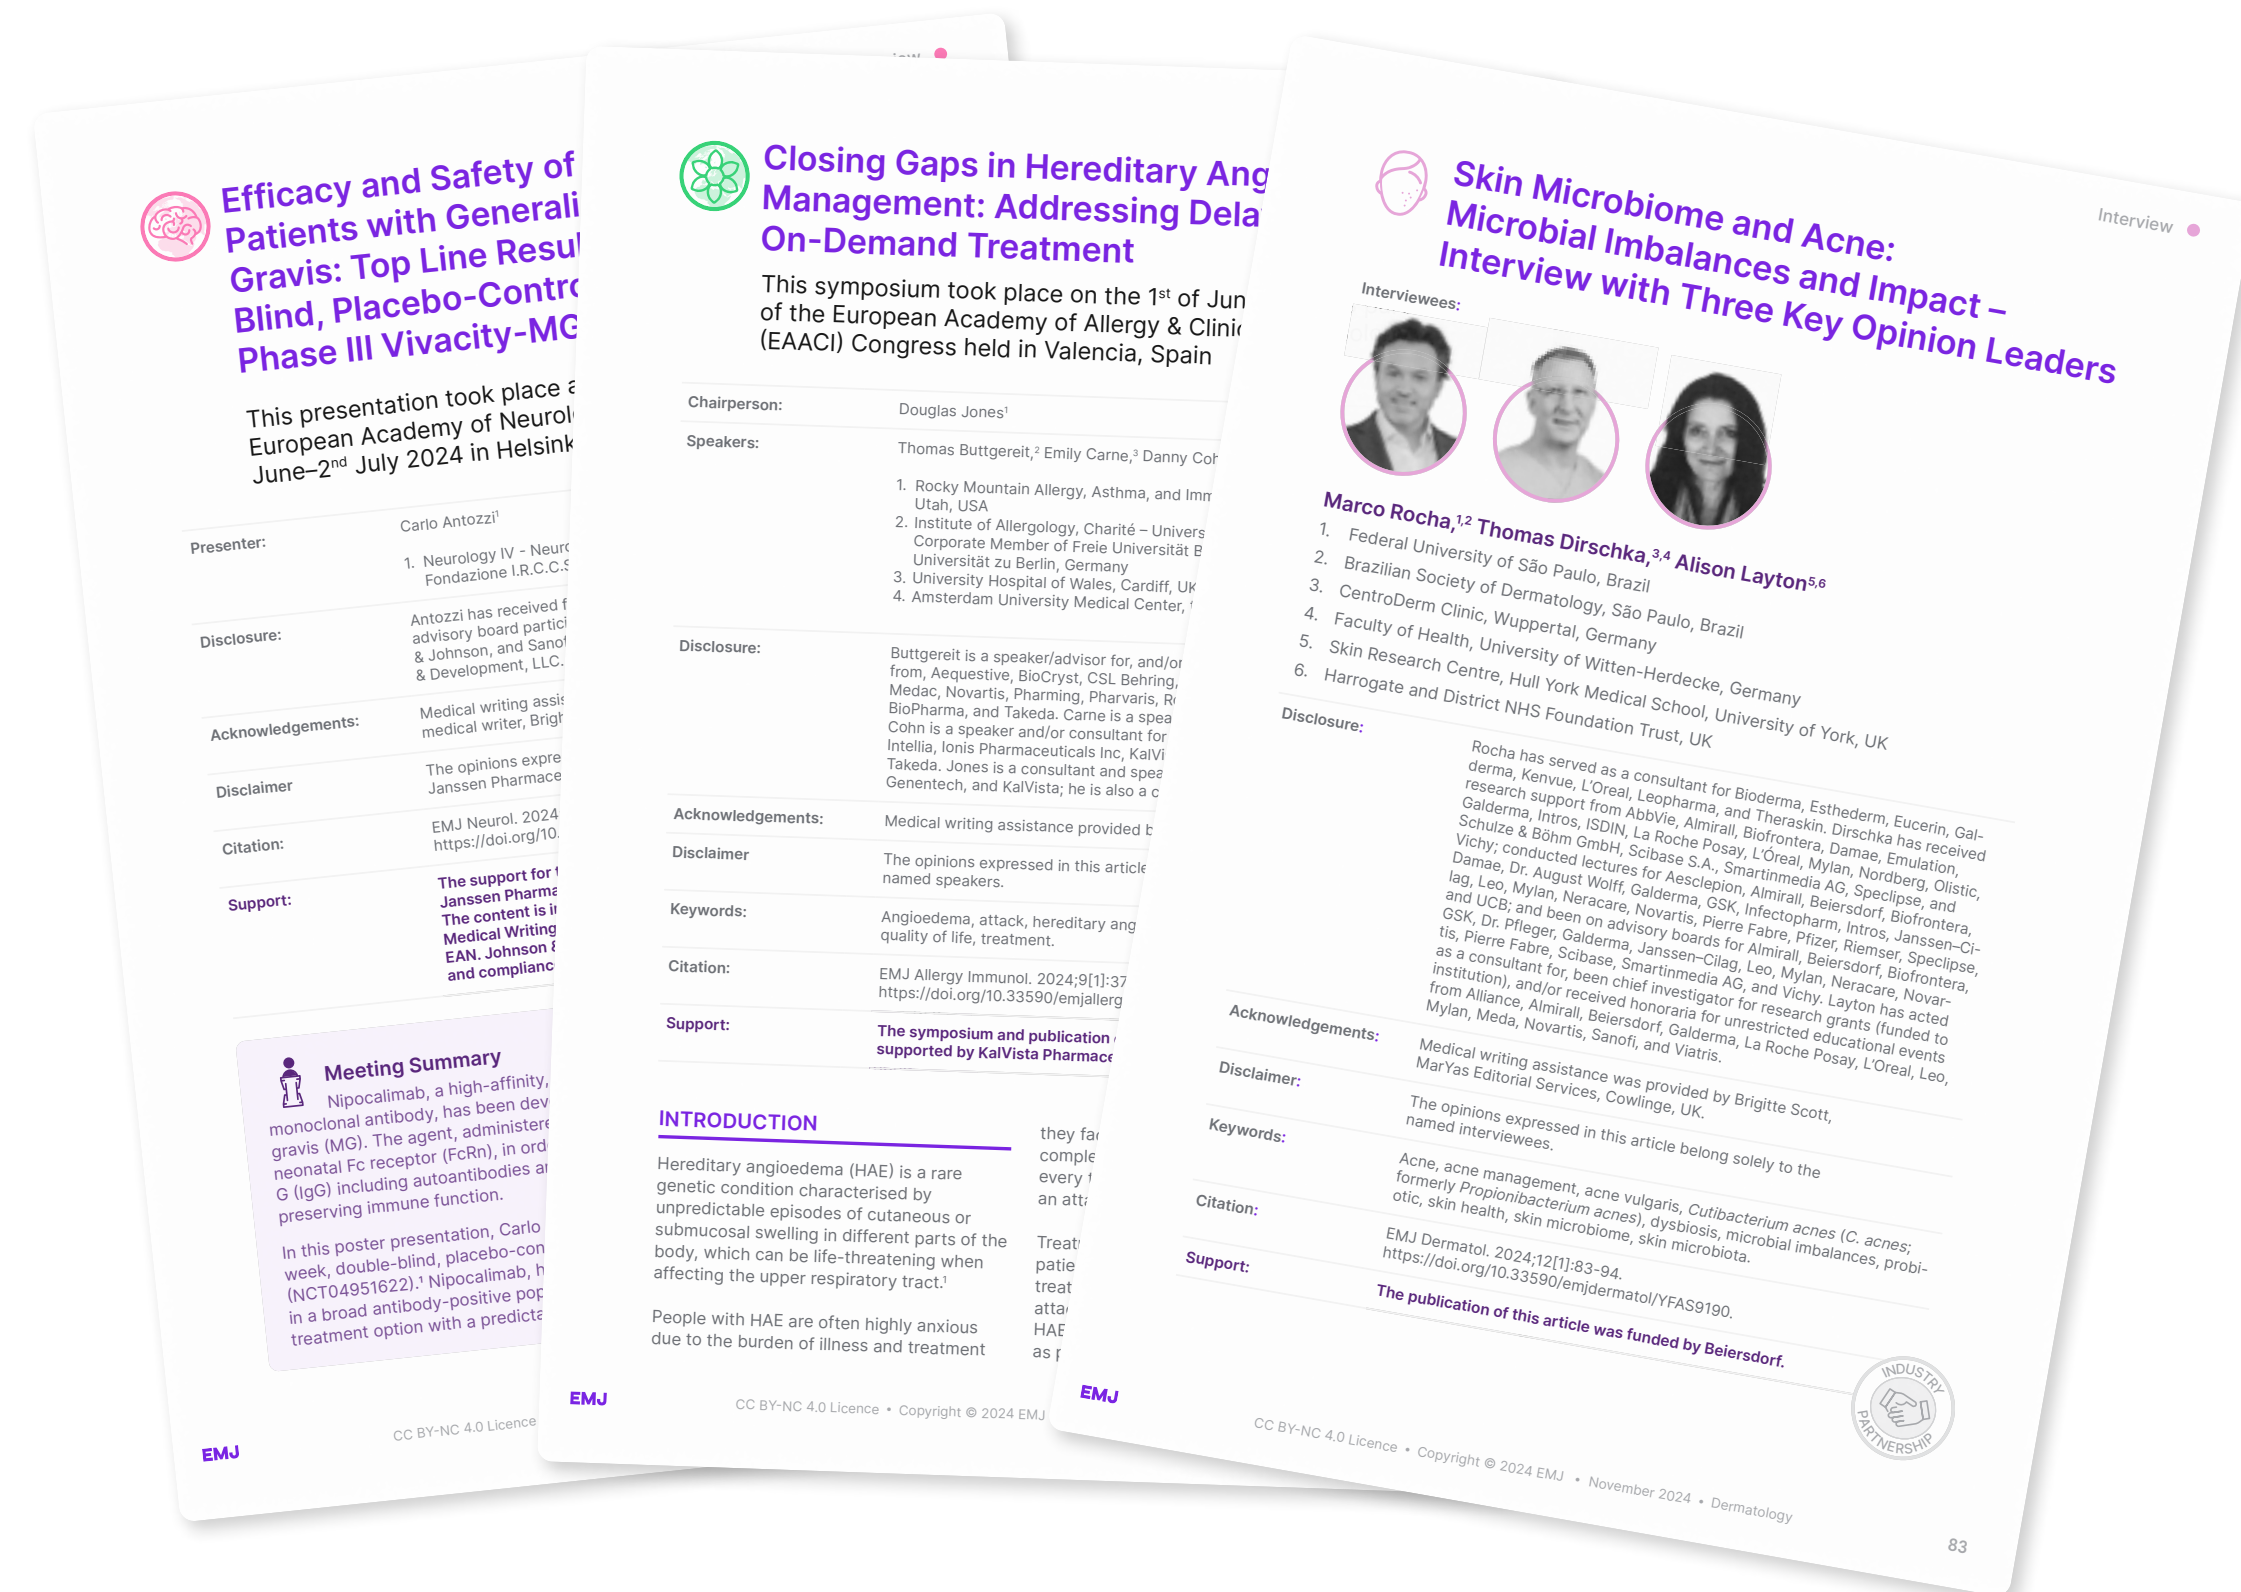 iew
Efficacy and Safety of
Patients with Generali
Gravis: Top Line Resul
Blind, Placebo-Contro
Phase III Vivacity-MG
This presentation took place a
European Academy of Neurol
June–2nd July 2024 in Helsink
Presenter:
Carlo Antozzi1
1. Neurology IV - Neuro
Fondazione I.R.C.C.S
Disclosure:
Antozzi has received f
advisory board partici
& Johnson, and Sanof
& Development, LLC.
Acknowledgements:
Medical writing assis
medical writer, Brigh
Disclaimer
The opinions expre
Janssen Pharmace
Citation:
EMJ Neurol. 2024
https://doi.org/10.
Support:
The support for t
Janssen Pharma
The content is i
Medical Writing
EAN. Johnson &
and complianc
Meeting Summary
Nipocalimab, a high-affinity,
monoclonal antibody, has been dev
gravis (MG). The agent, administere
neonatal Fc receptor (FcRn), in ord
G (IgG) including autoantibodies a
preserving immune function.
In this poster presentation, Carlo
week, double-blind, placebo-con
(NCT04951622).1 Nipocalimab, h
in a broad antibody-positive pop
treatment option with a predicta
EMJ
CC BY-NC 4.0 Licence
Closing Gaps in Hereditary Ang
Management: Addressing Dela
On-Demand Treatment
This symposium took place on the 1st of Jun
of the European Academy of Allergy & Clinic
(EAACI) Congress held in Valencia, Spain
Chairperson:
Douglas Jones1
Speakers:
Thomas Buttgereit,2 Emily Carne,3 Danny Coh
1. Rocky Mountain Allergy, Asthma, and Imm
Utah, USA
2. Institute of Allergology, Charité – Univers
Corporate Member of Freie Universität B
Universität zu Berlin, Germany
3. University Hospital of Wales, Cardiff, UK
4. Amsterdam University Medical Center,
Disclosure:
Buttgereit is a speaker/advisor for, and/or
from, Aequestive, BioCryst, CSL Behring,
Medac, Novartis, Pharming, Pharvaris, R
BioPharma, and Takeda. Carne is a spea
Cohn is a speaker and/or consultant for
Intellia, Ionis Pharmaceuticals Inc, KalVi
Takeda. Jones is a consultant and spea
Genentech, and KalVista; he is also a c
Acknowledgements:
Medical writing assistance provided b
Disclaimer
The opinions expressed in this article
named speakers.
Keywords:
Angioedema, attack, hereditary ang
quality of life, treatment.
Citation:
EMJ Allergy Immunol. 2024;9[1]:37
https://doi.org/10.33590/emjallerg
Support:
The symposium and publication
supported by KalVista Pharmace
INTRODUCTION
Hereditary angioedema (HAE) is a rare
genetic condition characterised by
unpredictable episodes of cutaneous or
submucosal swelling in different parts of the
body, which can be life-threatening when
affecting the upper respiratory tract.1
People with HAE are often highly anxious
due to the burden of illness and treatment
they fac
comple
every
an atta
Treat
patie
treat
atta
HAE
as
EMJ
CC BY-NC 4.0 Licence • Copyright © 2024 EMJ
Interview
Skin Microbiome and Acne:
Microbial Imbalances and Impact –
Interview with Three Key Opinion Leaders
Interviewees:
Marco Rocha,1,2 Thomas Dirschka,3,4 Alison Layton5,6
1. Federal University of São Paulo, Brazil
2. Brazilian Society of Dermatology, São Paulo, Brazil
3. CentroDerm Clinic, Wuppertal, Germany
4. Faculty of Health, University of Witten-Herdecke, Germany
5. Skin Research Centre, Hull York Medical School, University of York, UK
6. Harrogate and District NHS Foundation Trust, UK
Disclosure:
Rocha has served as a consultant for Bioderma, Esthederm, Eucerin, Gal-
derma, Kenvue, L'Oreal, Leopharma, and Theraskin. Dirschka has received
research support from AbbVie, Almirall, Biofrontera, Damae, Emulation,
Galderma, Intros, ISDIN, La Roche Posay, L'Óreal, Mylan, Nordberg, Olistic,
Schulze & Böhm GmbH, Scibase S.A., Smartinmedia AG, Speclipse, and
Vichy; conducted lectures for Aesclepion, Almirall, Beiersdorf, Biofrontera,
Damae, Dr. August Wolff, Galderma, GSK, Infectopharm, Intros, Janssen–Ci-
lag, Leo, Mylan, Neracare, Novartis, Pierre Fabre, Pfizer, Riemser, Speclipse,
and UCB; and been on advisory boards for Almirall, Beiersdorf, Biofrontera,
GSK, Dr. Pfleger, Galderma, Janssen–Cilag, Leo, Mylan, Neracare, Novar-
tis, Pierre Fabre, Scibase, Smartinmedia AG, and Vichy. Layton has acted
as a consultant for, been chief investigator for research grants (funded to
institution), and/or received honoraria for unrestricted educational events
from Alliance, Almirall, Beiersdorf, Galderma, La Roche Posay, L'Oreal, Leo,
Mylan, Meda, Novartis, Sanofi, and Viatris.
Acknowledgements:
Medical writing assistance was provided by Brigitte Scott,
MarYas Editorial Services, Cowlinge, UK.
Disclaimer:
The opinions expressed in this article belong solely to the
named interviewees.
Keywords:
Acne, acne management, acne vulgaris, Cutibacterium acnes (C. acnes;
formerly Propionibacterium acnes), dysbiosis, microbial imbalances, probi-
otic, skin health, skin microbiome, skin microbiota.
Citation:
EMJ Dermatol. 2024;12[1]:83-94.
https://doi.org/10.33590/emjdermatol/YFAS9190.
Support:
The publication of this article was funded by Beiersdorf.
INDUSTRY
PARTNERSHIP
EMJ
CC BY-NC 4.0 Licence • Copyright © 2024 EMJ • November 2024 • Dermatology
83